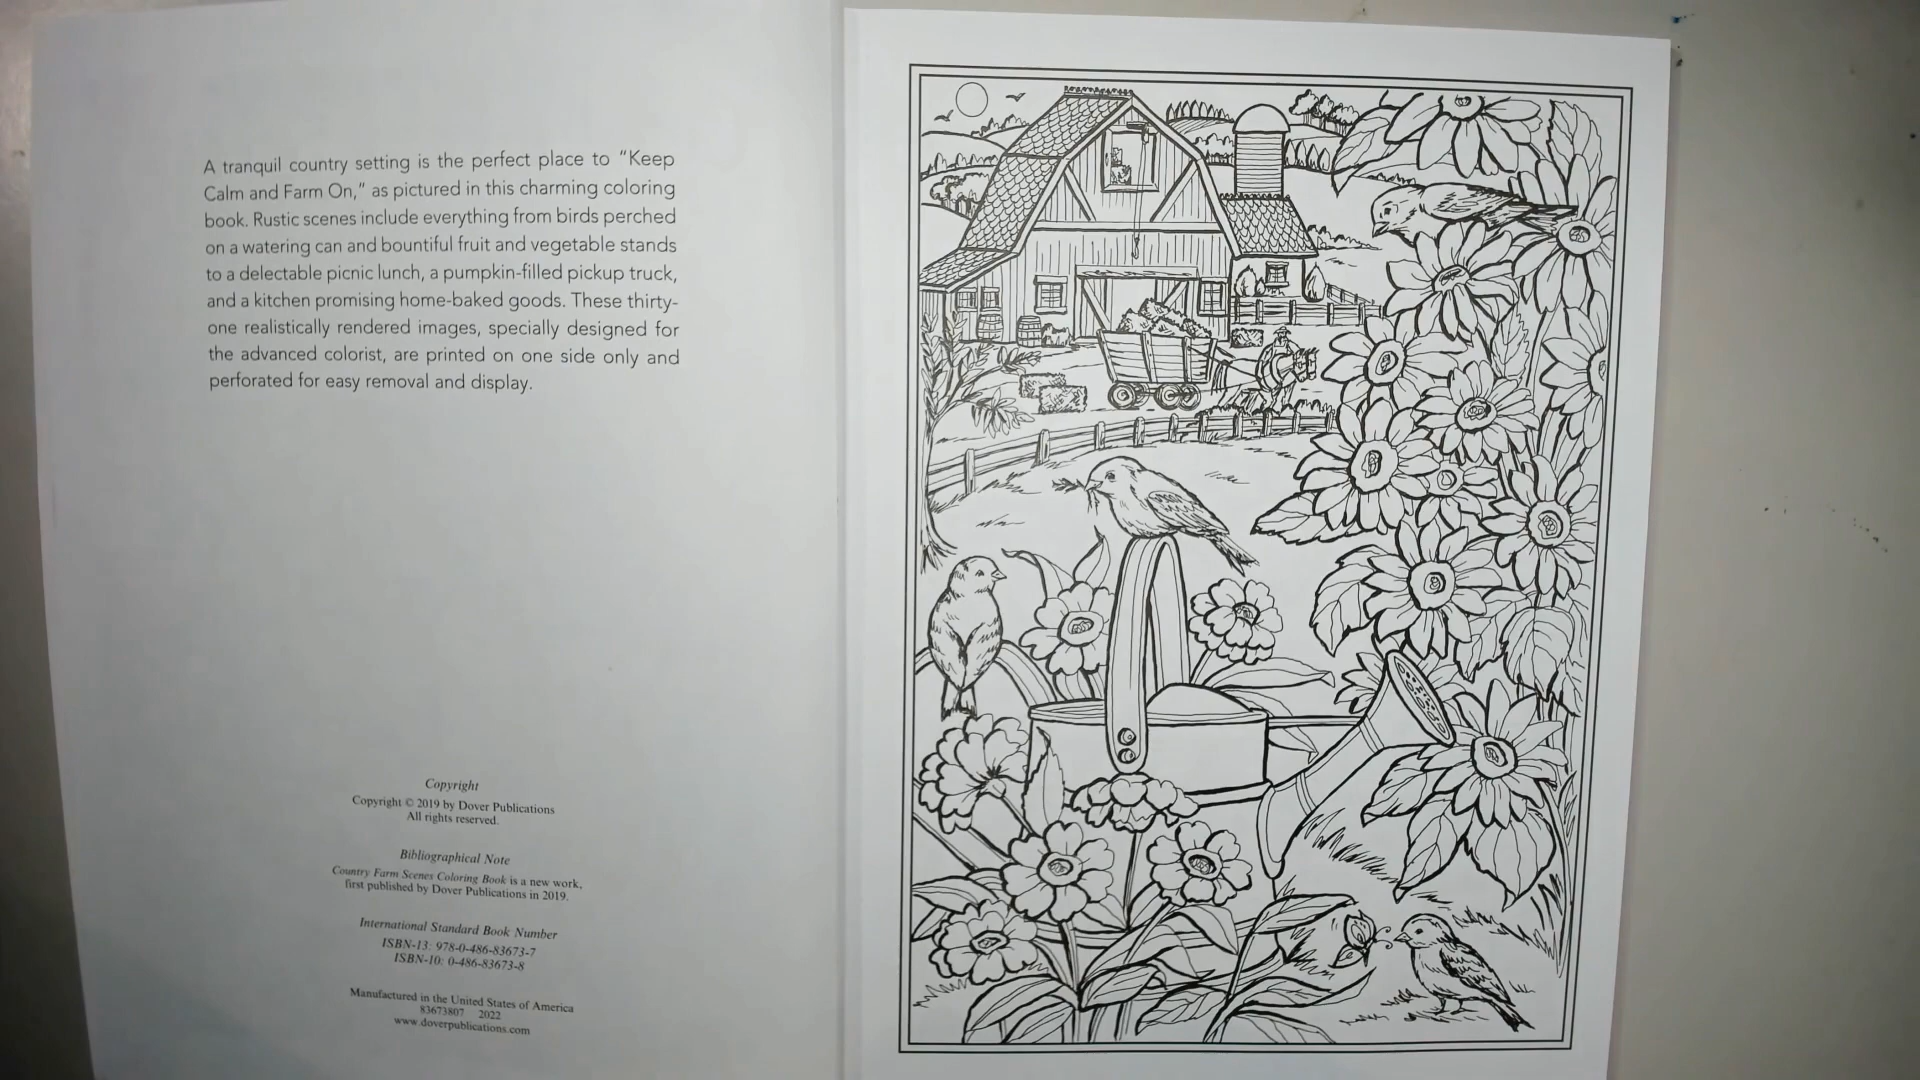 A tranquil country setting is the perfect place to “Keep
Calm and Farm On,” as pictured in this charming coloring
book. Rustic scenes include everything from birds perched
on a watering can and bountiful fruit and vegetable stands
to a delectable picnic lunch, a pumpkin-filled pickup truck,
and a kitchen promising home-baked goods. These thirty-
one realistically rendered images, specially designed for
the advanced colorist, are printed on one side only and
perforated for easy removal and display.
Copyright
Copyright © 2019 by Dover Publications
All rights reserved.
Bibliographical Note
Country Farm Scenes Coloring Book is a new work,
first published by Dover Publications in 2019.
International Standard Book Number
ISBN-13: 978-0-486-83673-7
ISBN-10: 0-486-83673-8
Manufactured in the United States of America
83673807 2022
www.doverpublications.com